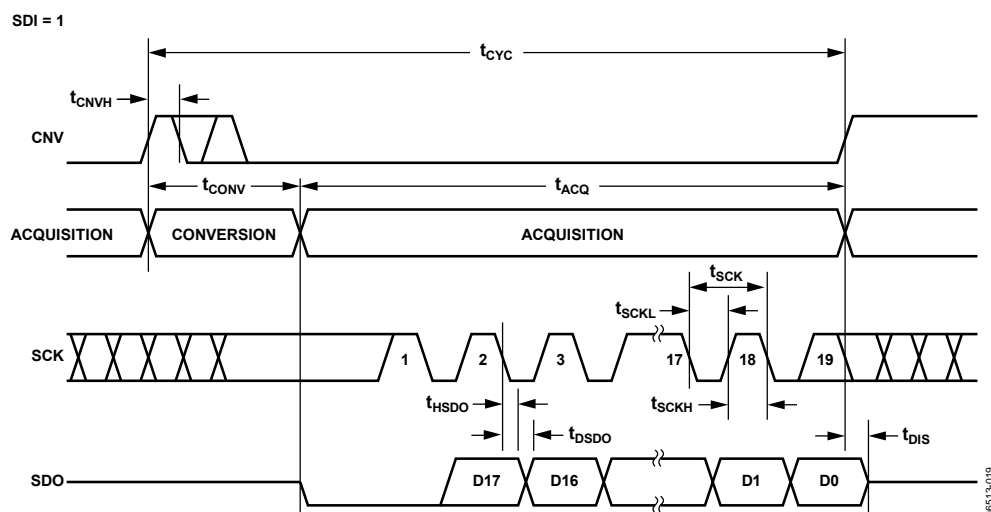 SDI = 1
tCYC
tCNVH
CNV
tCONV
tACQ
ACQUISITION
CONVERSION
ACQUISITION
tSCK
tSCKL
SCK
1
2
3
17
18
19
tHSDO
tSCKH
tDSDO
tDIS
SDO
D17
D16
D1
D0